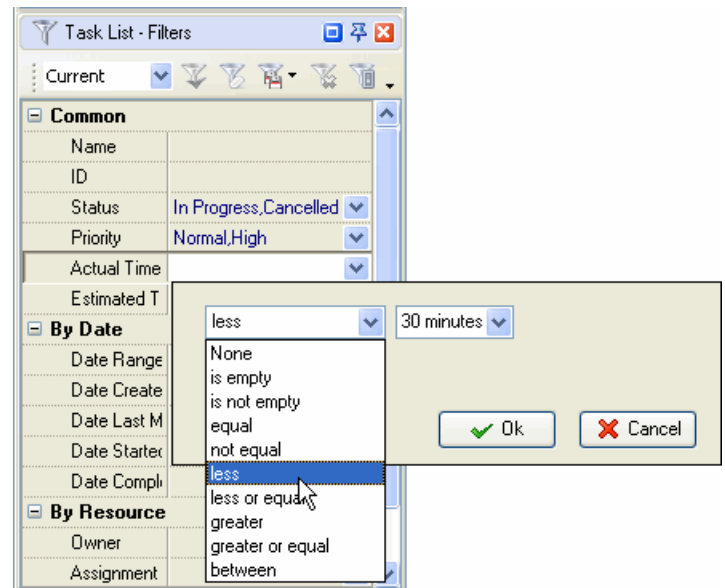 Task List - Filters
Current
Common
Name
ID
Status In Progress,Cancelled
Priority Normal,High
Actual Time
Estimated T
less 30 minutes
By Date
None
Date Range
is empty
Date Create
is not empty
equal
Date Last M
Ok Cancel
not equal
Date Starte
less
Date Compl
less or equal
By Resource
greater
Owner
greater or equal
Assignment
between